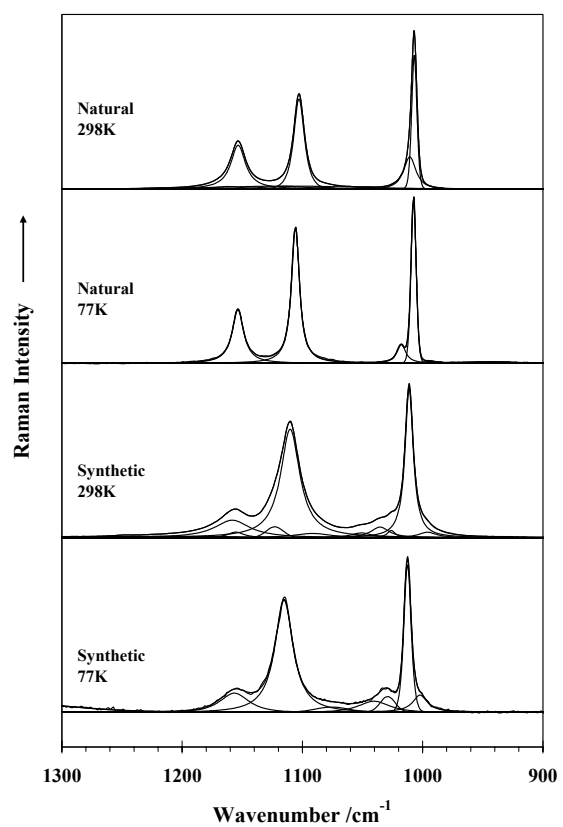 Natural
298K
Natural
77K
Synthetic
298K
Synthetic
77K
Raman Intensity
1300 1200 1100 1000 900
Wavenumber /cm⁻¹